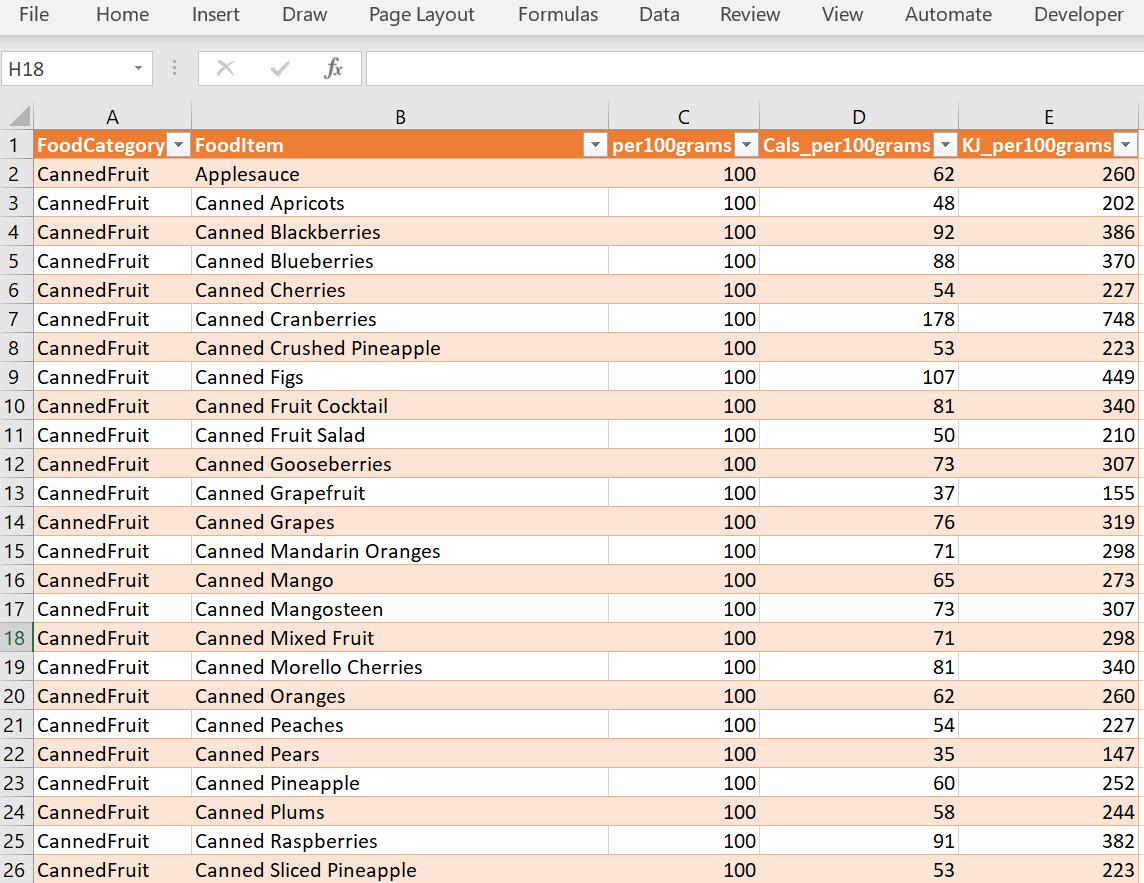 File Home Insert Draw Page Layout Formulas Data Review View Automate Developer
H18 fx
A B C D E
1 FoodCategory FoodItem per100grams Cals_per100grams KJ_per100grams
2 CannedFruit Applesauce 100 62 260
3 CannedFruit Canned Apricots 100 48 202
4 CannedFruit Canned Blackberries 100 92 386
5 CannedFruit Canned Blueberries 100 88 370
6 CannedFruit Canned Cherries 100 54 227
7 CannedFruit Canned Cranberries 100 178 748
8 CannedFruit Canned Crushed Pineapple 100 53 223
9 CannedFruit Canned Figs 100 107 449
10 CannedFruit Canned Fruit Cocktail 100 81 340
11 CannedFruit Canned Fruit Salad 100 50 210
12 CannedFruit Canned Gooseberries 100 73 307
13 CannedFruit Canned Grapefruit 100 37 155
14 CannedFruit Canned Grapes 100 76 319
15 CannedFruit Canned Mandarin Oranges 100 71 298
16 CannedFruit Canned Mango 100 65 273
17 CannedFruit Canned Mangosteen 100 73 307
18 CannedFruit Canned Mixed Fruit 100 71 298
19 CannedFruit Canned Morello Cherries 100 81 340
20 CannedFruit Canned Oranges 100 62 260
21 CannedFruit Canned Peaches 100 54 227
22 CannedFruit Canned Pears 100 35 147
23 CannedFruit Canned Pineapple 100 60 252
24 CannedFruit Canned Plums 100 58 244
25 CannedFruit Canned Raspberries 100 91 382
26 CannedFruit Canned Sliced Pineapple 100 53 223